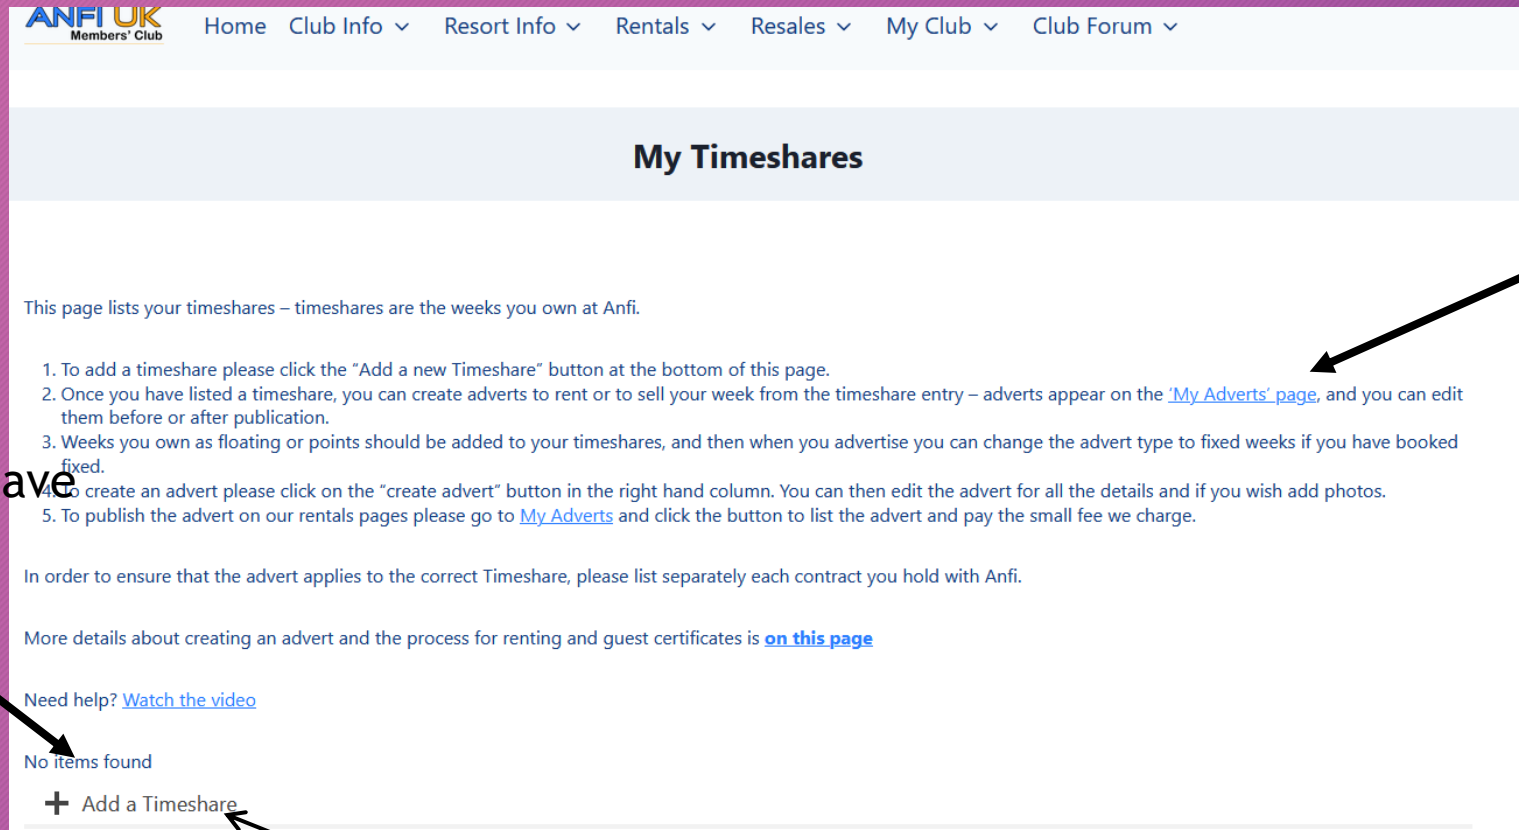 ANFI UK
Members' Club
Home Club Info Resort Info Rentals Resales My Club Club Forum
My Timeshares
This page lists your timeshares – timeshares are the weeks you own at Anfi.
1. To add a timeshare please click the “Add a new Timeshare” button at the bottom of this page.
2. Once you have listed a timeshare, you can create adverts to rent or to sell your week from the timeshare entry – adverts appear on the ‘My Adverts’ page, and you can edit
them before or after publication.
3. Weeks you own as floating or points should be added to your timeshares, and then when you advertise you can change the advert type to fixed weeks if you have booked
fixed.
ave
4. To create an advert please click on the “create advert” button in the right hand column. You can then edit the advert for all the details and if you wish add photos.
5. To publish the advert on our rentals pages please go to My Adverts and click the button to list the advert and pay the small fee we charge.
In order to ensure that the advert applies to the correct Timeshare, please list separately each contract you hold with Anfi.
More details about creating an advert and the process for renting and guest certificates is on this page
Need help? Watch the video
No items found
Add a Timeshare